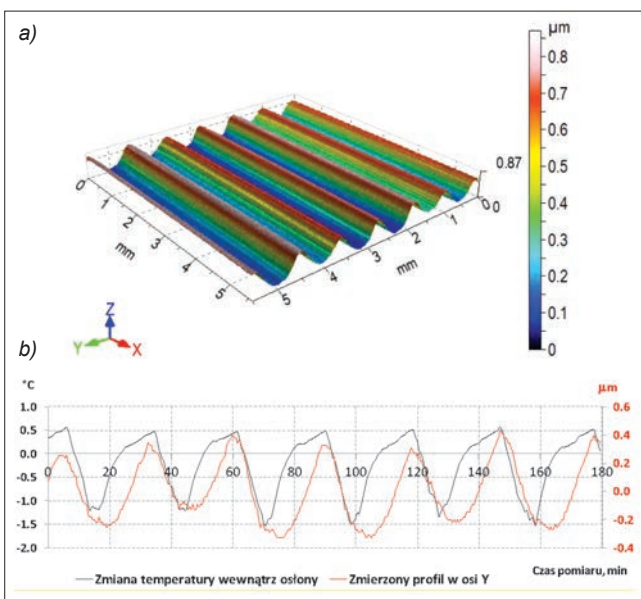 a)
µm
0.8
0.7
0.6
0.5
0.4
0.3
0.2
0.1
0
0.87
0
0
1
2
3
4
5
mm
0
1
2
3
4
5
mm
Z
Y
X
b)
°C
µm
1.0
0.5
0.0
-0.5
-1.0
-1.5
-2.0
0.6
0.4
0.2
0.0
-0.2
-0.4
0 20 40 60 80 100 120 140 160 180
Czas pomiaru, min
Zmiana temperatury wewnątrz osłony
Zmierzony profil w osi Y